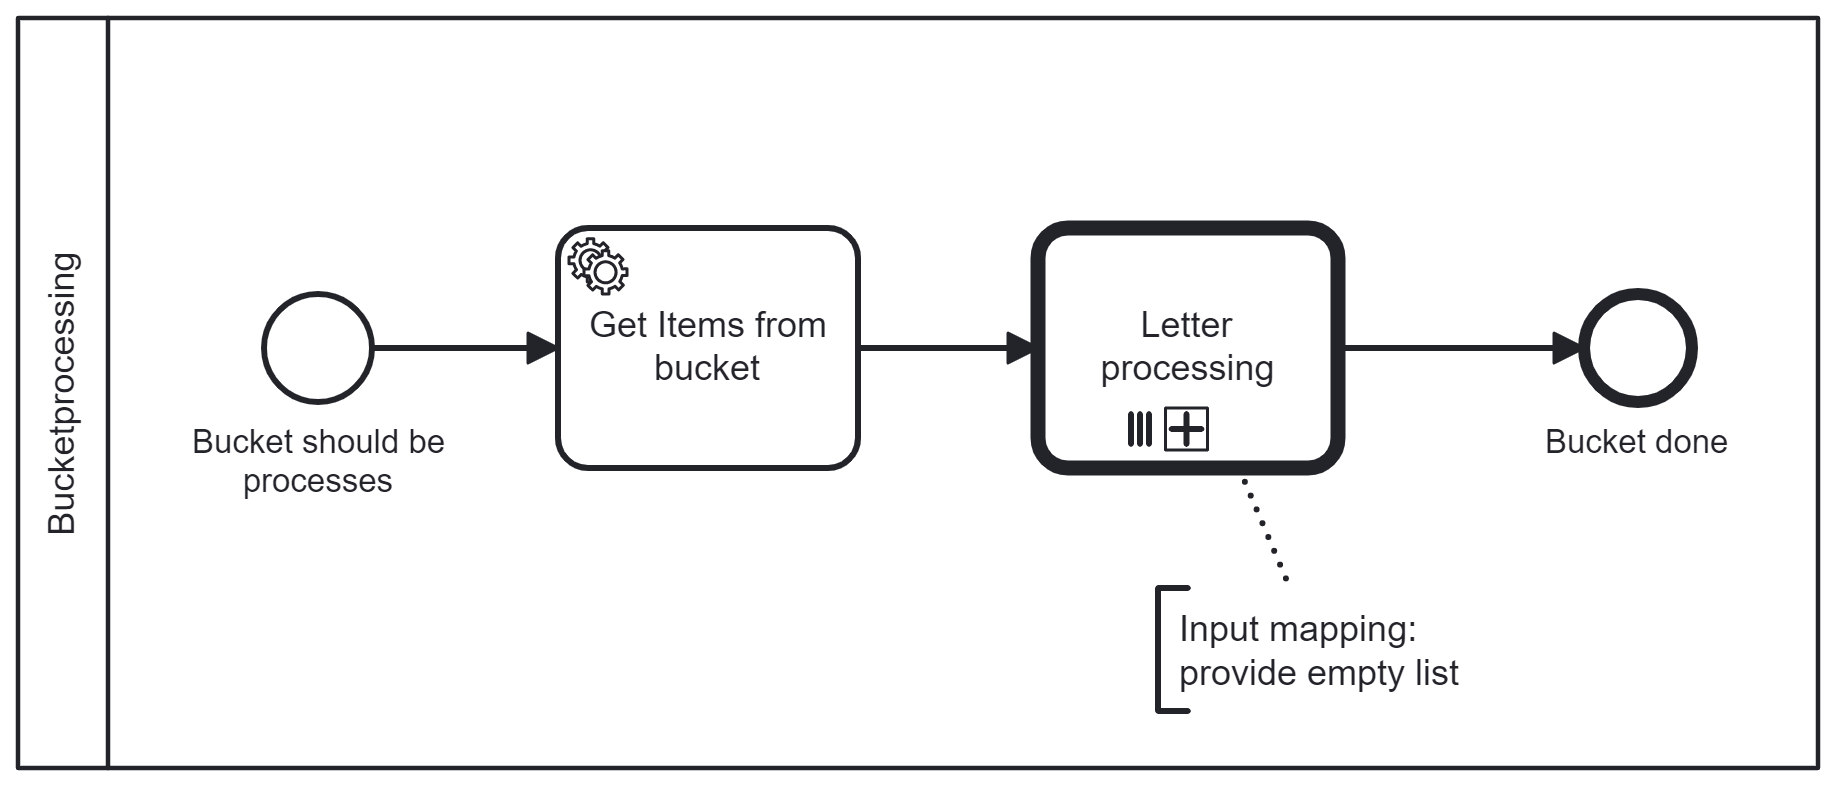 Bucketprocessing
Bucket should be
processes
Get Items from
bucket
Letter
processing
Bucket done
Input mapping:
provide empty list